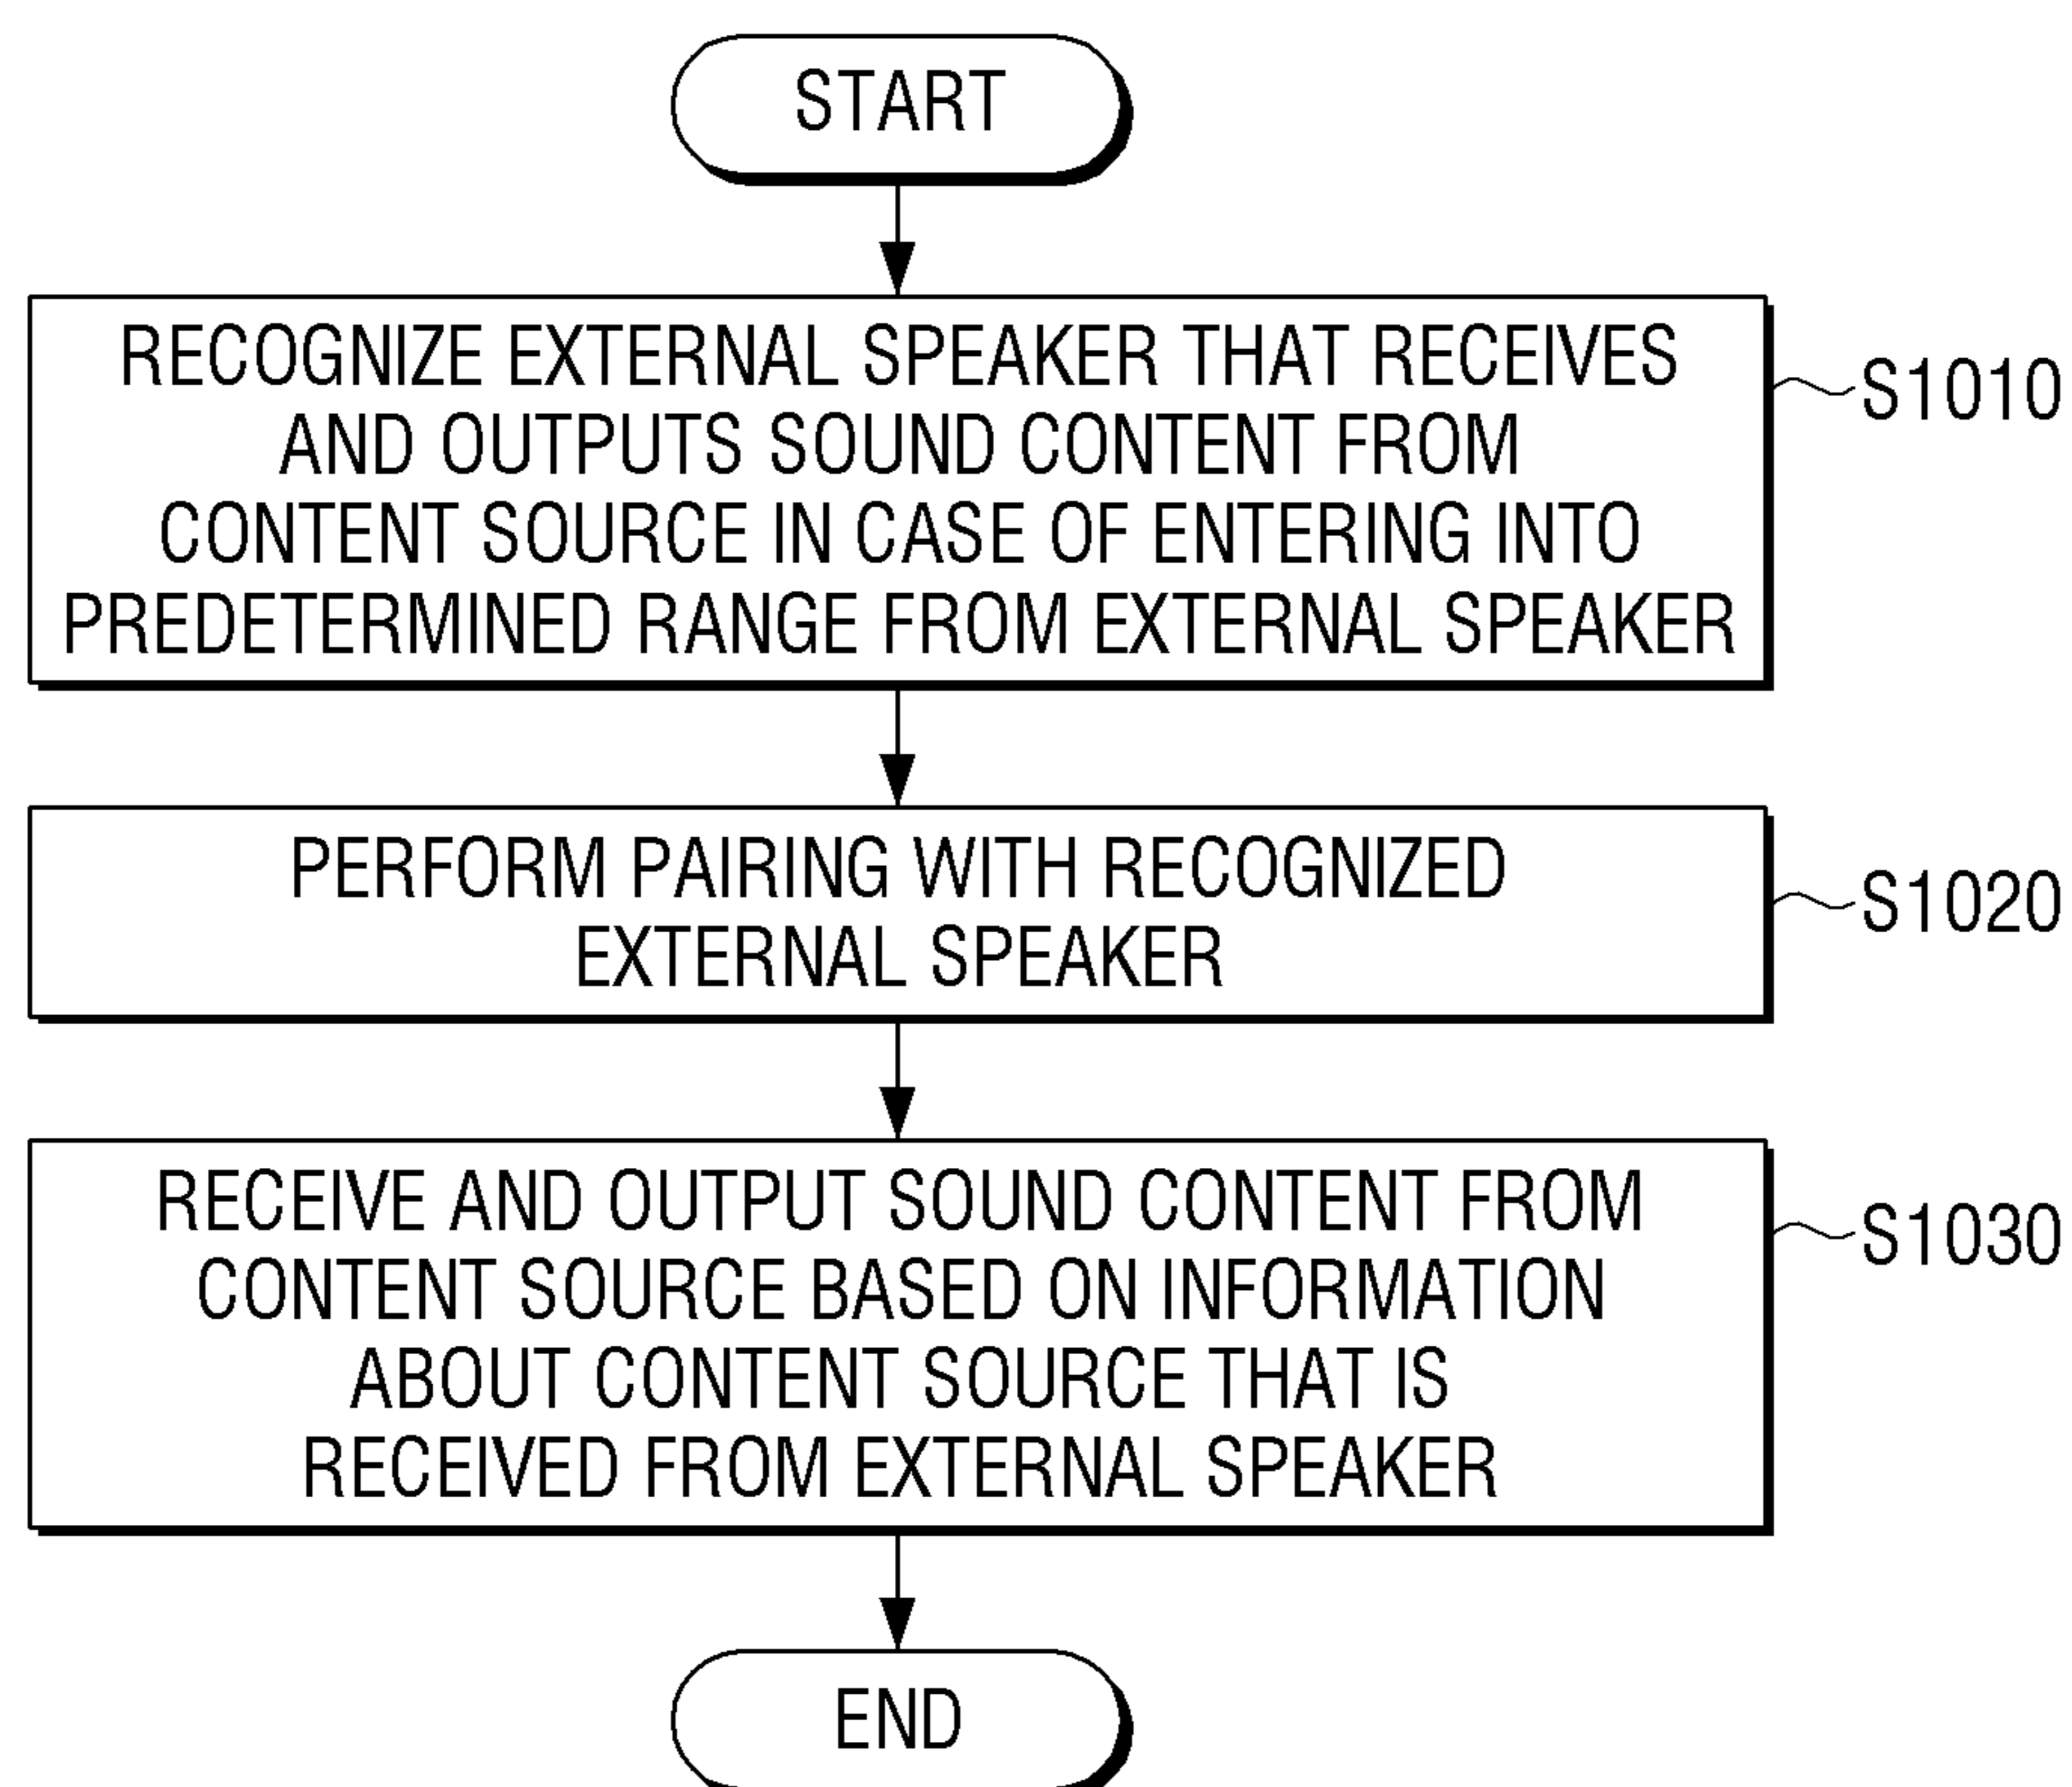 START
RECOGNIZE EXTERNAL SPEAKER THAT RECEIVES
AND OUTPUTS SOUND CONTENT FROM
CONTENT SOURCE IN CASE OF ENTERING INTO
PREDETERMINED RANGE FROM EXTERNAL SPEAKER
S1010
PERFORM PAIRING WITH RECOGNIZED
EXTERNAL SPEAKER
S1020
RECEIVE AND OUTPUT SOUND CONTENT FROM
CONTENT SOURCE BASED ON INFORMATION
ABOUT CONTENT SOURCE THAT IS
RECEIVED FROM EXTERNAL SPEAKER
S1030
END